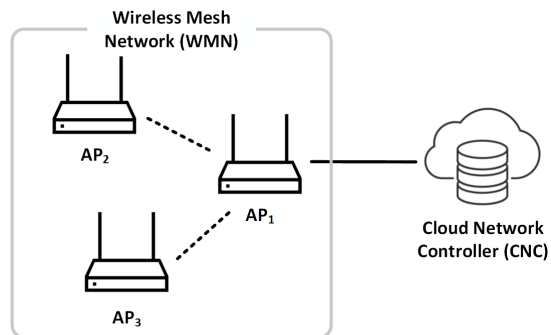 Wireless Mesh
Network (WMN)
AP₂
AP₁
AP₃
Cloud Network
Controller (CNC)